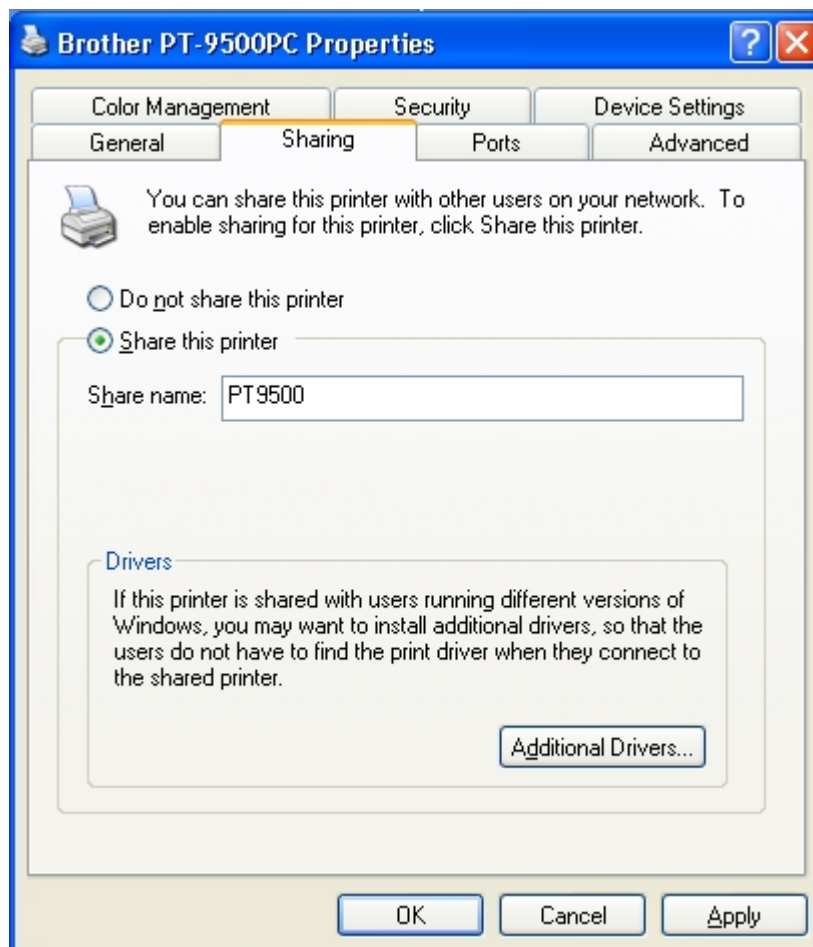 Brother PT-9500PC Properties
Color Management Security Device Settings
General Sharing Ports Advanced
You can share this printer with other users on your network. To
enable sharing for this printer, click Share this printer.
Do not share this printer
Share this printer
Share name: PT9500
Drivers
If this printer is shared with users running different versions of
Windows, you may want to install additional drivers, so that the
users do not have to find the print driver when they connect to
the shared printer.
Additional Drivers...
OK Cancel Apply